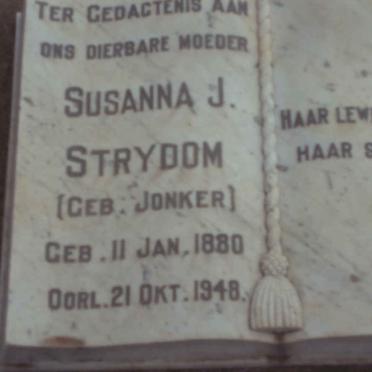 TER GEDACTENIS AAN
ONS DIERBARE MOEDER
SUSANNA J.
STRYDOM
(GEB. JONKER)
GEB. 11 JAN. 1880
OORL. 21 OKT. 1948.
HAAR
HAAR